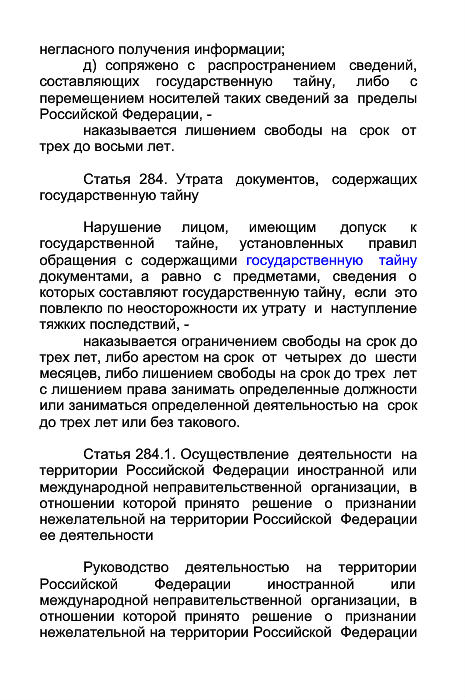 негласного получения информации;
д) сопряжено с распространением сведений,
составляющих государственную тайну, либо с
перемещением носителей таких сведений за пределы
Российской Федерации, -
наказывается лишением свободы на срок от
трех до восьми лет.
Статья 284. Утрата документов, содержащих
государственную тайну
Нарушение лицом, имеющим допуск к
государственной тайне, установленных правил
обращения с содержащими государственную тайну
документами, а равно с предметами, сведения о
которых составляют государственную тайну, если это
повлекло по неосторожности их утрату и наступление
тяжких последствий, -
наказывается ограничением свободы на срок до
трех лет, либо арестом на срок от четырех до шести
месяцев, либо лишением свободы на срок до трех лет
с лишением права занимать определенные должности
или заниматься определенной деятельностью на срок
до трех лет или без такового.
Статья 284.1. Осуществление деятельности на
территории Российской Федерации иностранной или
международной неправительственной организации, в
отношении которой принято решение о признании
нежелательной на территории Российской Федерации
ее деятельности
Руководство деятельностью на территории
Российской Федерации иностранной или
международной неправительственной организации, в
отношении которой принято решение о признании
нежелательной на территории Российской Федерации